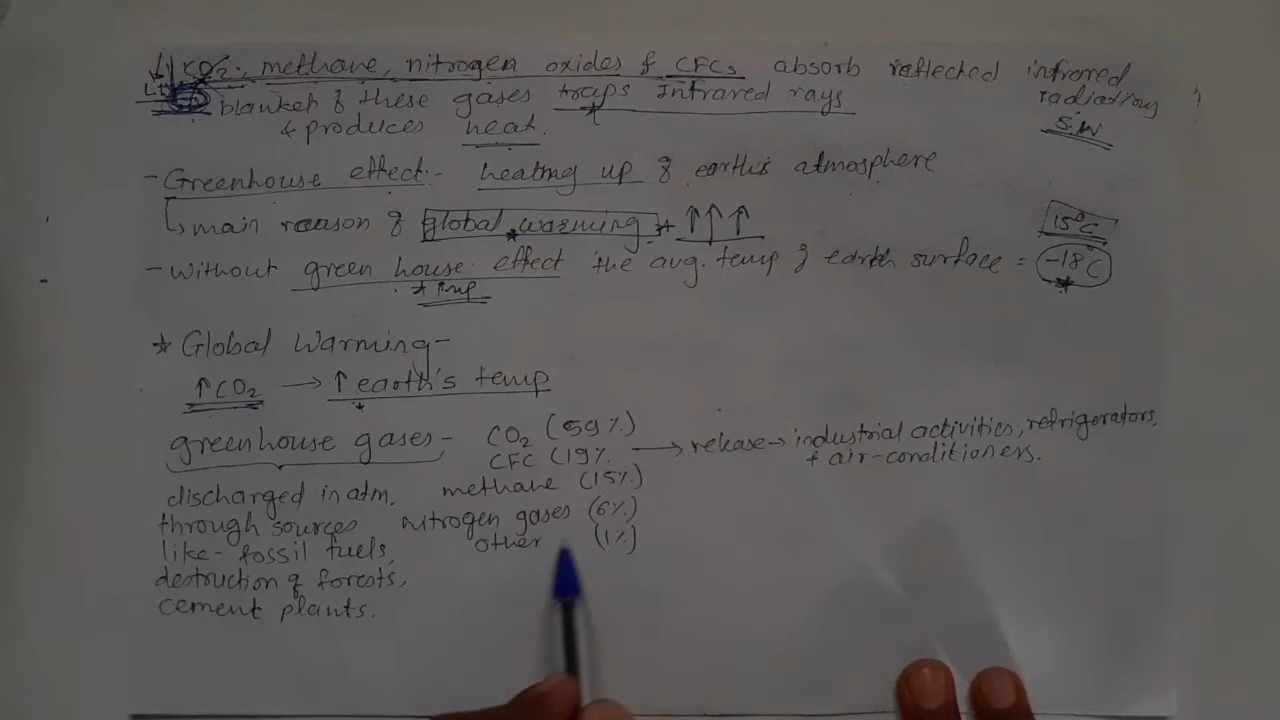 CO2, methane, nitrogen oxides & CFCs absorb reflected infrared radiations
blanket of these gases traps Infrared rays
S.W
& produces heat.
- Greenhouse effect - heating up of earth's atmosphere
main reason of global warming ↑↑↑
15°C
- Without green house effect the avg. temp of earth surface = -18°C
* Imp
* Global Warming -
↑ CO2 → ↑ earth's temp
greenhouse gases - CO2 (59%)
CFC (19% → release → industrial activities, refrigerators, & air-conditioners.
discharged in atm. methane (15%)
through sources nitrogen gases (6%)
like - fossil fuels, other (1%)
destruction of forests,
cement plants.